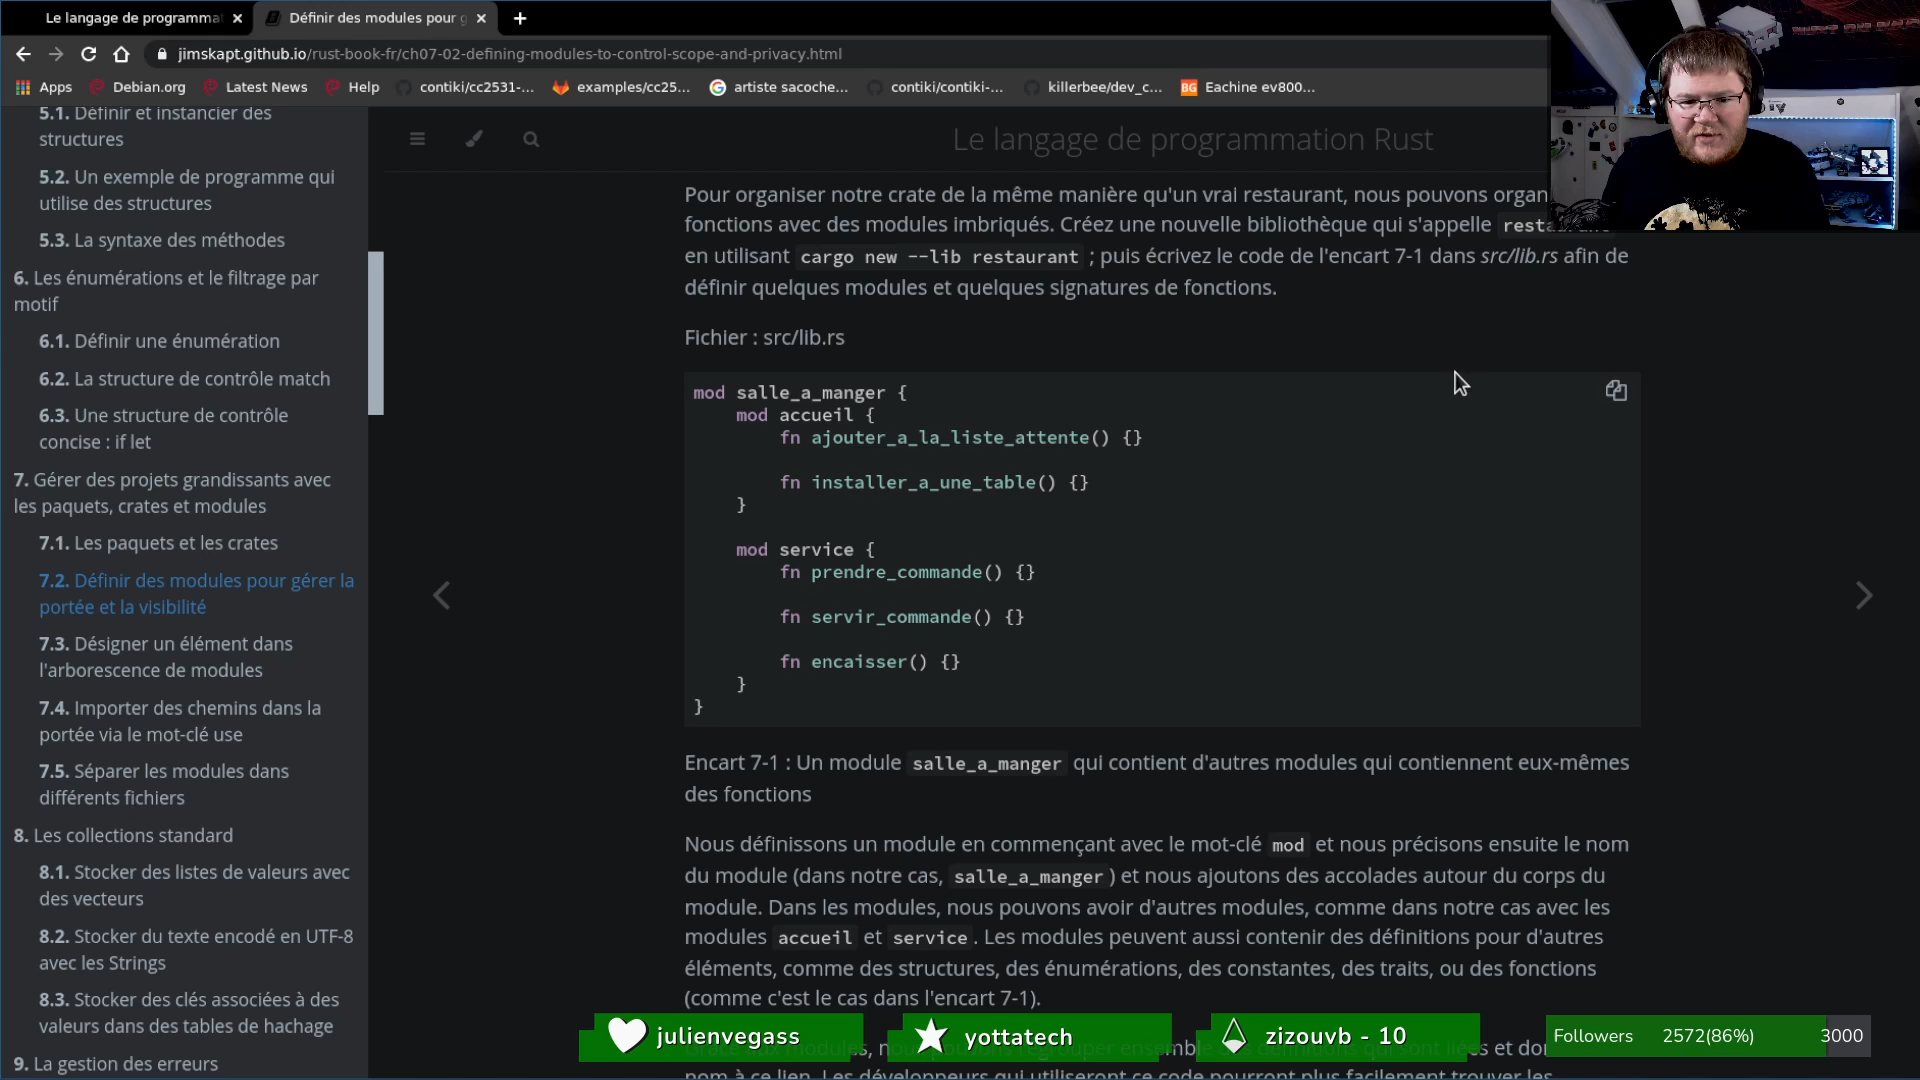 Le langage de programma
Définir des modules pour g
jimskapt.github.io/rust-book-fr/ch07-02-defining-modules-to-control-scope-and-privacy.html
Apps
Debian.org
Latest News
Help
contiki/cc2531-...
examples/cc25...
artiste sacoche...
contiki/contiki-...
killerbee/dev_c...
BG
Eachine ev800...
5.1. Définir et instancier des
structures
5.2. Un exemple de programme qui
utilise des structures
5.3. La syntaxe des méthodes
6. Les énumérations et le filtrage par
motif
6.1. Définir une énumération
6.2. La structure de contrôle match
6.3. Une structure de contrôle
concise : if let
7. Gérer des projets grandissants avec
les paquets, crates et modules
7.1. Les paquets et les crates
7.2. Définir des modules pour gérer la
portée et la visibilité
7.3. Désigner un élément dans
l'arborescence de modules
7.4. Importer des chemins dans la
portée via le mot-clé use
7.5. Séparer les modules dans
différents fichiers
8. Les collections standard
8.1. Stocker des listes de valeurs avec
des vecteurs
8.2. Stocker du texte encodé en UTF-8
avec les Strings
8.3. Stocker des clés associées à des
valeurs dans des tables de hachage
9. La gestion des erreurs
Le langage de programmation Rust
Pour organiser notre crate de la même manière qu'un vrai restaurant, nous pouvons organ
fonctions avec des modules imbriqués. Créez une nouvelle bibliothèque qui s'appelle
en utilisant cargo new --lib restaurant ; puis écrivez le code de l'encart 7-1 dans src/lib.rs afin de
définir quelques modules et quelques signatures de fonctions.
Fichier : src/lib.rs
mod salle_a_manger {
mod accueil {
fn ajouter_a_la_liste_attente() {}
fn installer_a_une_table() {}
}
mod service {
fn prendre_commande() {}
fn servir_commande() {}
fn encaisser() {}
}
}
Encart 7-1 : Un module salle_a_manger qui contient d'autres modules qui contiennent eux-mêmes
des fonctions
Nous définissons un module en commençant avec le mot-clé mod et nous précisons ensuite le nom
du module (dans notre cas, salle_a_manger ) et nous ajoutons des accolades autour du corps du
module. Dans les modules, nous pouvons avoir d'autres modules, comme dans notre cas avec les
modules accueil et service . Les modules peuvent aussi contenir des définitions pour d'autres
éléments, comme des structures, des énumérations, des constantes, des traits, ou des fonctions
(comme c'est le cas dans l'encart 7-1).
nom à ce lien. Les développeurs qui utiliseront ce code pourront plus facilement trouver les
julienvegass
yottatech
zizouvb - 10
Followers 2572(86%) 3000